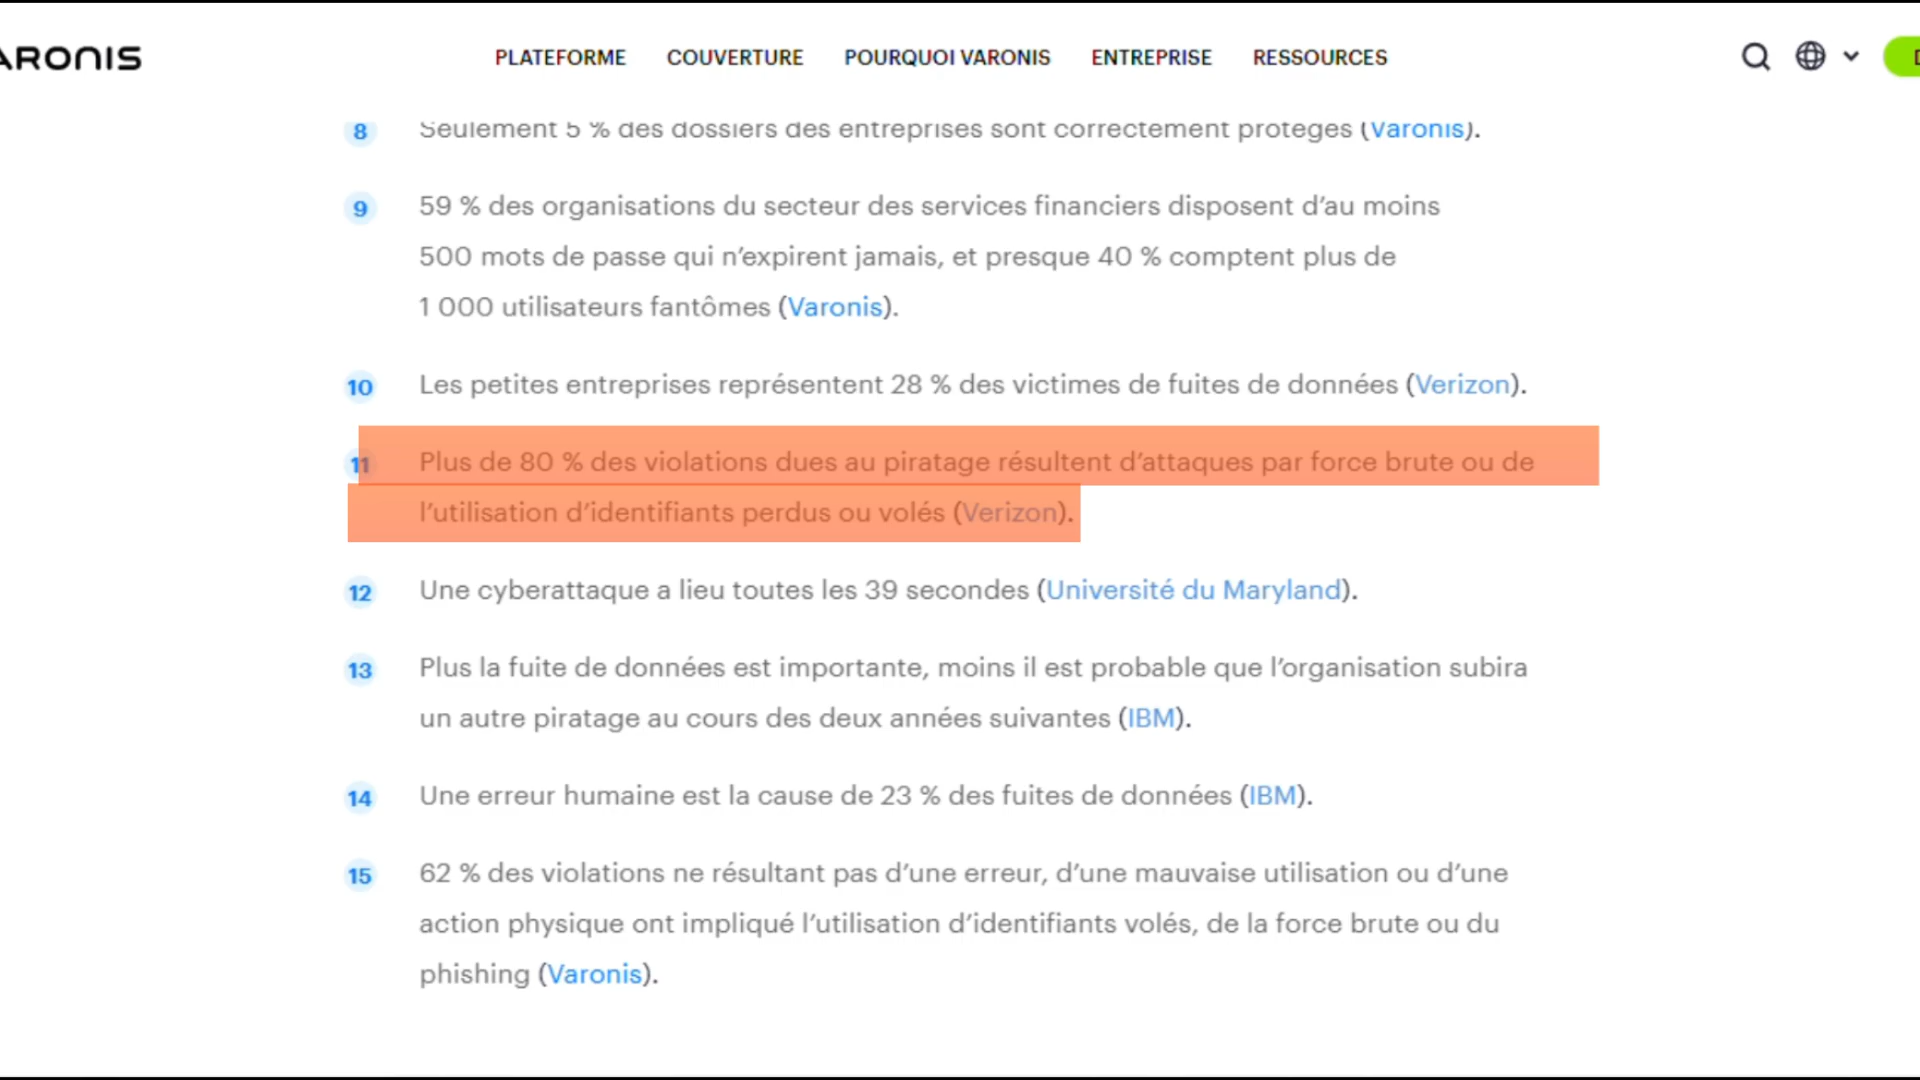 ARONIS
PLATEFORME COUVERTURE POURQUOI VARONIS ENTREPRISE RESSOURCES
8 Seulement 5 % des dossiers des entreprises sont correctement protégés (Varonis).
9 59 % des organisations du secteur des services financiers disposent d’au moins
500 mots de passe qui n’expirent jamais, et presque 40 % comptent plus de
1 000 utilisateurs fantômes (Varonis).
10 Les petites entreprises représentent 28 % des victimes de fuites de données (Verizon).
11 Plus de 80 % des violations dues au piratage résultent d’attaques par force brute ou de
l’utilisation d’identifiants perdus ou volés (Verizon).
12 Une cyberattaque a lieu toutes les 39 secondes (Université du Maryland).
13 Plus la fuite de données est importante, moins il est probable que l’organisation subira
un autre piratage au cours des deux années suivantes (IBM).
14 Une erreur humaine est la cause de 23 % des fuites de données (IBM).
15 62 % des violations ne résultant pas d’une erreur, d’une mauvaise utilisation ou d’une
action physique ont impliqué l’utilisation d’identifiants volés, de la force brute ou du
phishing (Varonis).